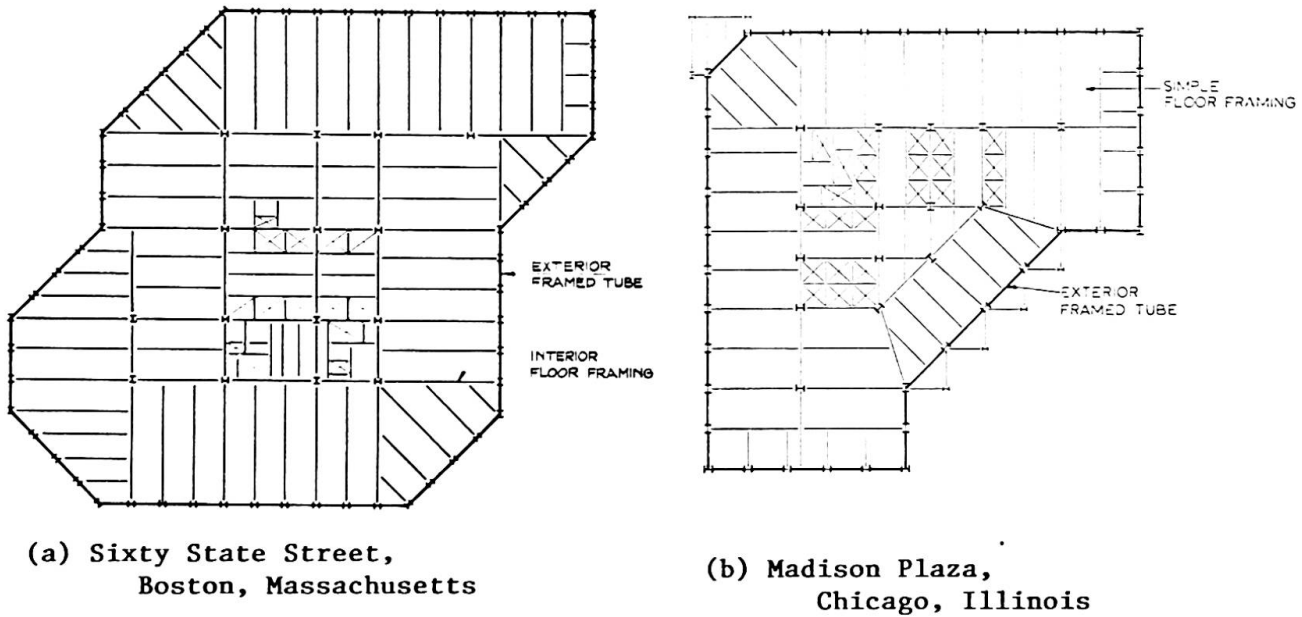 EXTERIOR
FRAMED TUBE
INTERIOR
FLOOR FRAMING
(a) Sixty State Street,
Boston, Massachusetts
SIMPLE
FLOOR FRAMING
EXTERIOR
FRAMED TUBE
(b) Madison Plaza,
Chicago, Illinois